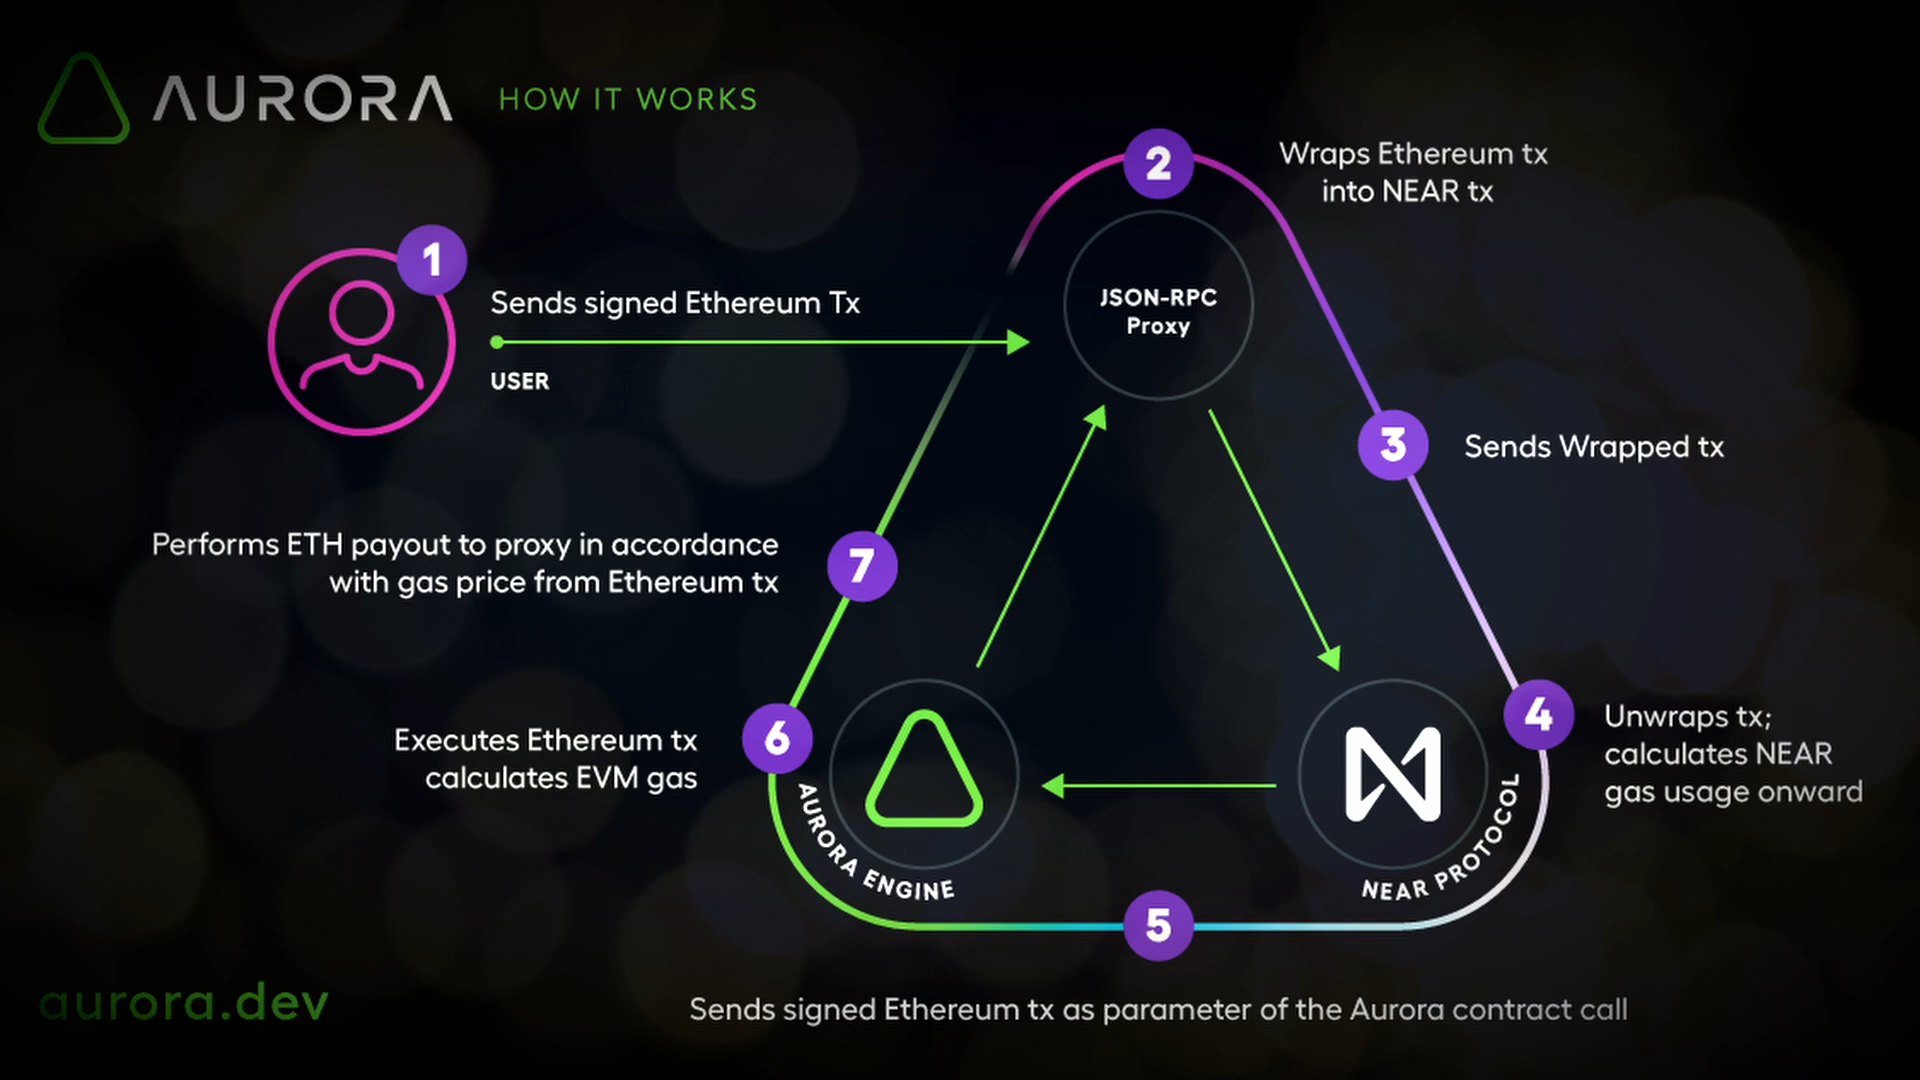 AURORA HOW IT WORKS
1
Sends signed Ethereum Tx
USER
2
Wraps Ethereum tx
into NEAR tx
JSON-RPC
Proxy
3
Sends Wrapped tx
4
Unwraps tx;
calculates NEAR
gas usage onward
NEAR PROTOCOL
5
Sends signed Ethereum tx as parameter of the Aurora contract call
6
Executes Ethereum tx
calculates EVM gas
AURORA ENGINE
7
Performs ETH payout to proxy in accordance
with gas price from Ethereum tx
aurora.dev